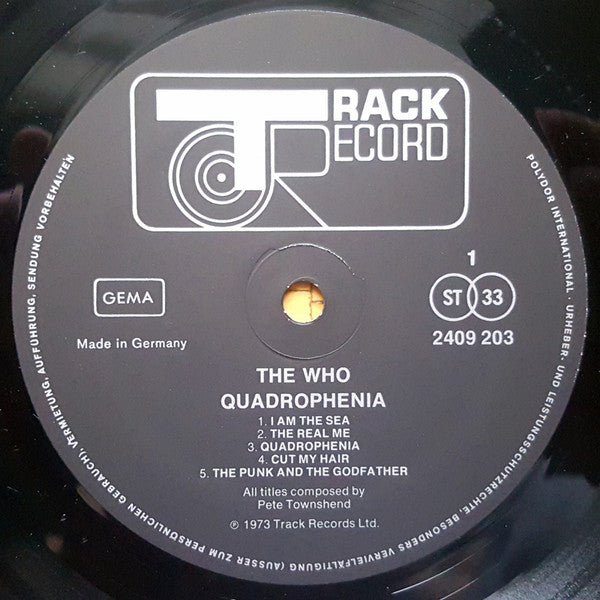 TRACK
RECORD
GEMA
Made in Germany
1
ST 33
2409 203
THE WHO
QUADROPHENIA
1. I AM THE SEA
2. THE REAL ME
3. QUADROPHENIA
4. CUT MY HAIR
5. THE PUNK AND THE GODFATHER
All titles composed by
Pete Townshend
℗ 1973 Track Records Ltd.
POLYDOR INTERNATIONAL · URHEBER- UND LEISTUNGSSCHUTZRECHTE, BESONDERS VERVIELFÄLTIGUNG (AUSSER ZUM PERSÖNLICHEN GEBRAUCH), VERMIETUNG, AUFFÜHRUNG, SENDUNG VORBEHALTEN